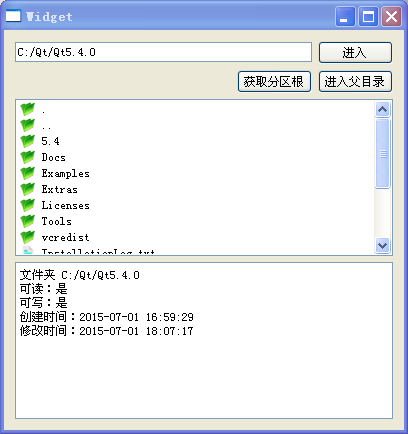 Widget
C:/Qt/Qt5.4.0
进入
获取分区根
进入父目录
.
..
5.4
Docs
Examples
Extras
Licenses
Tools
vcredist
InstallationLog.txt
文件夹 C:/Qt/Qt5.4.0
可读：是
可写：是
创建时间：2015-07-01 16:59:29
修改时间：2015-07-01 18:07:17